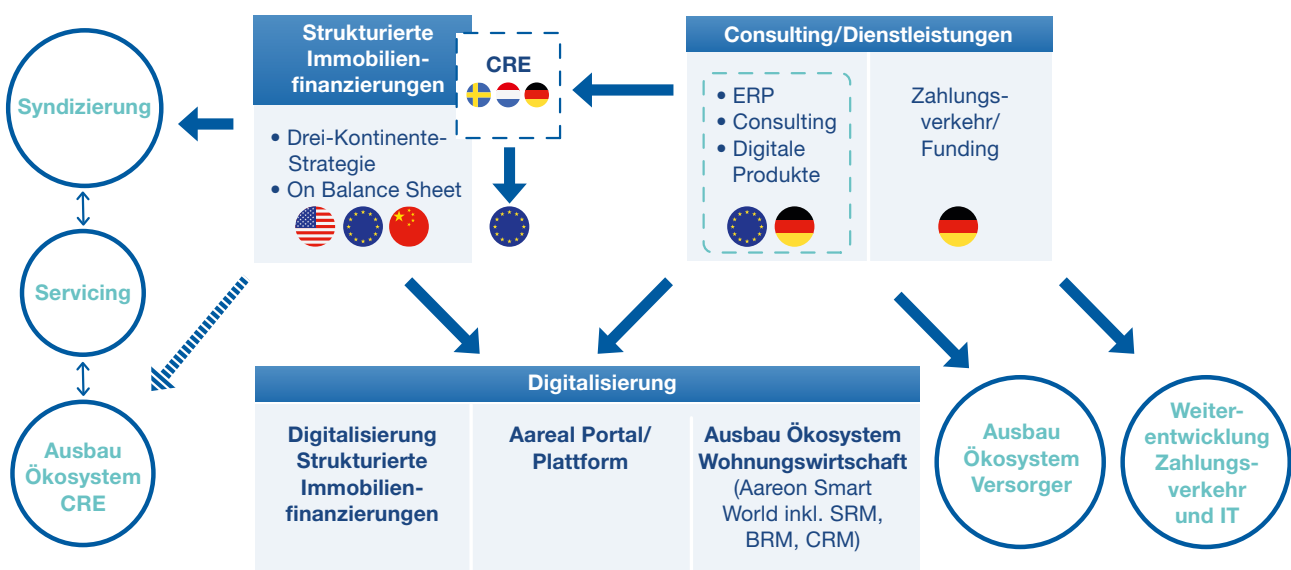 Syndizierung
Servicing
Ausbau
Ökosystem
CRE
Strukturierte
Immobilien-
finanzierungen
• Drei-Kontinente-
Strategie
• On Balance Sheet
CRE
Consulting/Dienstleistungen
• ERP
• Consulting
• Digitale
Produkte
Zahlungs-
verkehr/
Funding
Digitalisierung
Digitalisierung
Strukturierte
Immobilien-
finanzierungen
Aareal Portal/
Plattform
Ausbau Ökosystem
Wohnungswirtschaft
(Aareon Smart
World inkl. SRM,
BRM, CRM)
Ausbau
Ökosystem
Versorger
Weiter-
entwicklung
Zahlungs-
verkehr
und IT